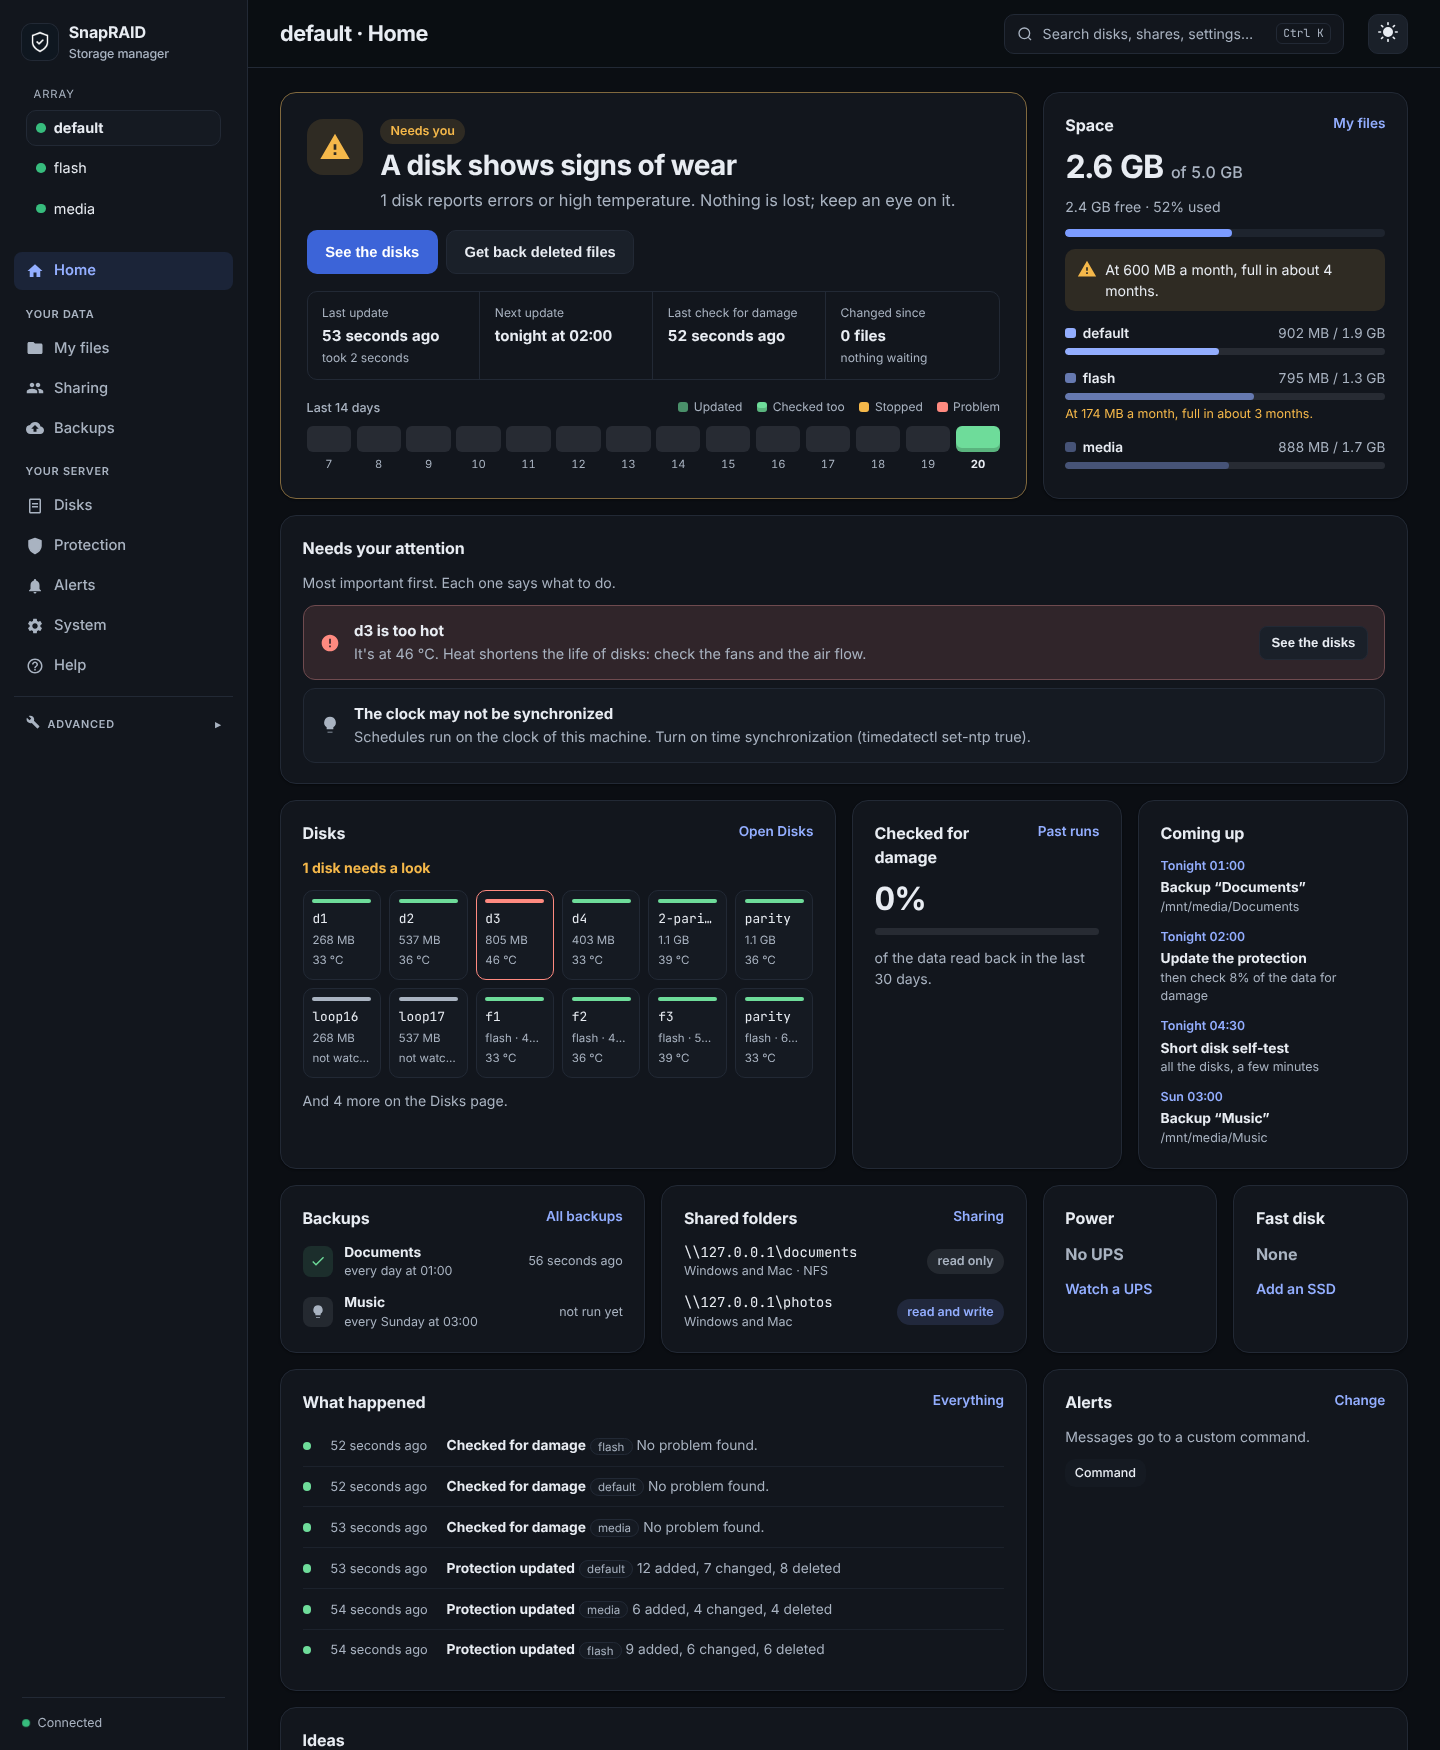 SnapRAID
Storage manager
ARRAY
default
flash
media
Home
YOUR DATA
My files
Sharing
Backups
YOUR SERVER
Disks
Protection
Alerts
System
Help
ADVANCED
Connected
default · Home
Search disks, shares, settings...
Ctrl K
Needs you
A disk shows signs of wear
1 disk reports errors or high temperature. Nothing is lost; keep an eye on it.
See the disks
Get back deleted files
Last update
53 seconds ago
took 2 seconds
Next update
tonight at 02:00
Last check for damage
52 seconds ago
Changed since
0 files
nothing waiting
Last 14 days
Updated
Checked too
Stopped
Problem
7 8 9 10 11 12 13 14 15 16 17 18 19 20
Space
My files
2.6 GB of 5.0 GB
2.4 GB free · 52% used
At 600 MB a month, full in about 4
months.
default 902 MB / 1.9 GB
flash 795 MB / 1.3 GB
At 174 MB a month, full in about 3 months.
media 888 MB / 1.7 GB
Needs your attention
Most important first. Each one says what to do.
d3 is too hot
It's at 46 °C. Heat shortens the life of disks: check the fans and the air flow.
See the disks
The clock may not be synchronized
Schedules run on the clock of this machine. Turn on time synchronization (timedatectl set-ntp true).
Disks
Open Disks
1 disk needs a look
d1
268 MB
33 °C
d2
537 MB
36 °C
d3
805 MB
46 °C
d4
403 MB
33 °C
2-pari…
1.1 GB
39 °C
parity
1.1 GB
36 °C
loop16
268 MB
not watc…
loop17
537 MB
not watc…
f1
flash · 4…
33 °C
f2
flash · 4…
36 °C
f3
flash · 5…
39 °C
parity
flash · 6…
33 °C
And 4 more on the Disks page.
Checked for
damage
Past runs
0%
of the data read back in the last
30 days.
Coming up
Tonight 01:00
Backup “Documents”
/mnt/media/Documents
Tonight 02:00
Update the protection
then check 8% of the data for
damage
Tonight 04:30
Short disk self-test
all the disks, a few minutes
Sun 03:00
Backup “Music”
/mnt/media/Music
Backups
All backups
Documents
every day at 01:00
56 seconds ago
Music
every Sunday at 03:00
not run yet
Shared folders
Sharing
\\127.0.0.1\documents
Windows and Mac · NFS
read only
\\127.0.0.1\photos
Windows and Mac
read and write
Power
No UPS
Watch a UPS
Fast disk
None
Add an SSD
What happened
Everything
52 seconds ago Checked for damage flash No problem found.
52 seconds ago Checked for damage default No problem found.
53 seconds ago Checked for damage media No problem found.
53 seconds ago Protection updated default 12 added, 7 changed, 8 deleted
54 seconds ago Protection updated media 6 added, 4 changed, 4 deleted
54 seconds ago Protection updated flash 9 added, 6 changed, 6 deleted
Alerts
Change
Messages go to a custom command.
Command
Ideas